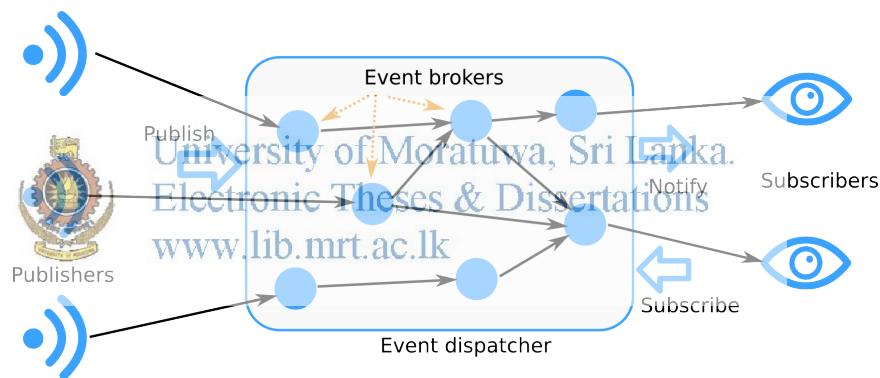 Event brokers
Publish
University of Moratuwa, Sri Lanka.
Electronic Theses & Dissertations
www.lib.mrt.ac.lk
Notify
Subscribers
Publishers
Subscribe
Event dispatcher